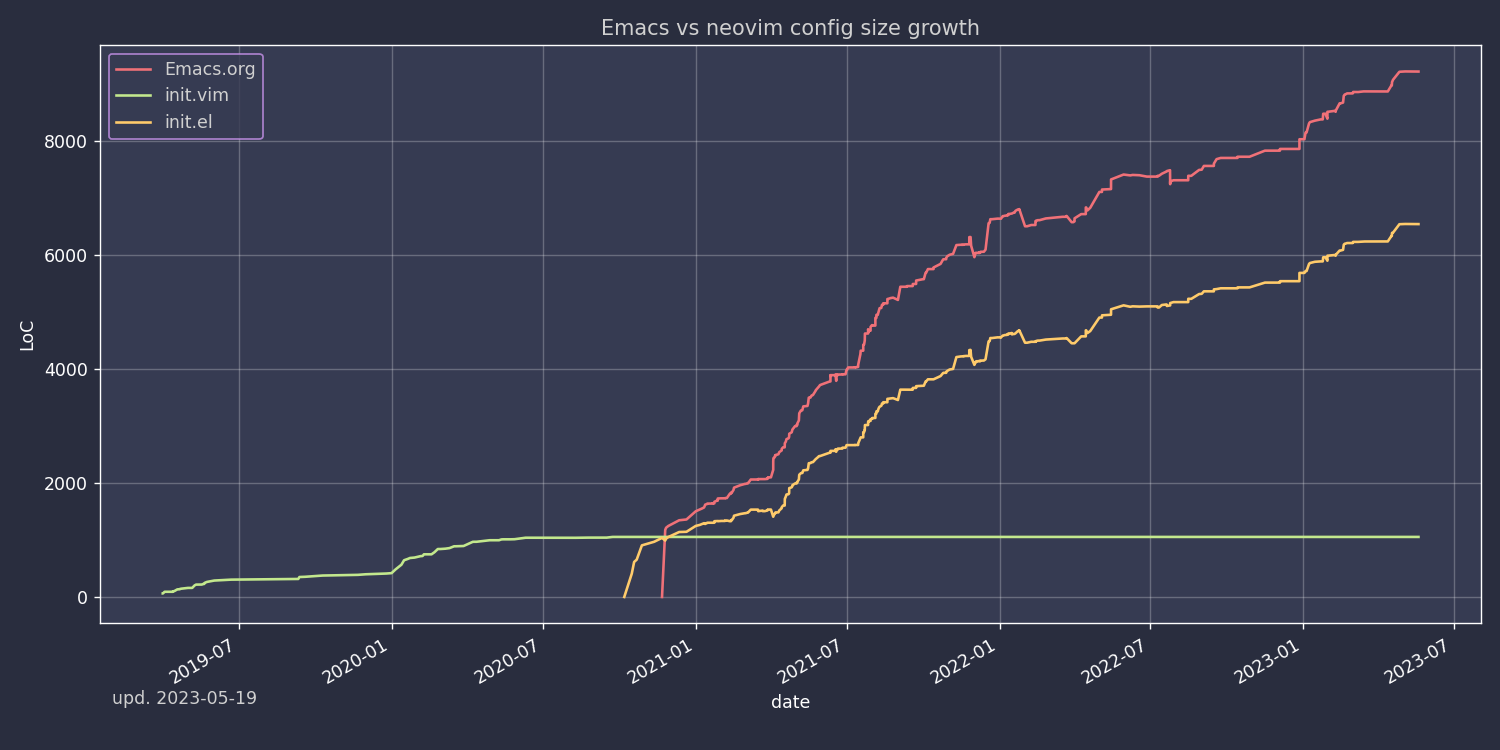 Emacs vs neovim config size growth
Emacs.org
init.vim
init.el
8000
6000
4000
2000
0
LoC
2019-07
2020-01
2020-07
2021-01
2021-07
2022-01
2022-07
2023-01
2023-07
date
upd. 2023-05-19